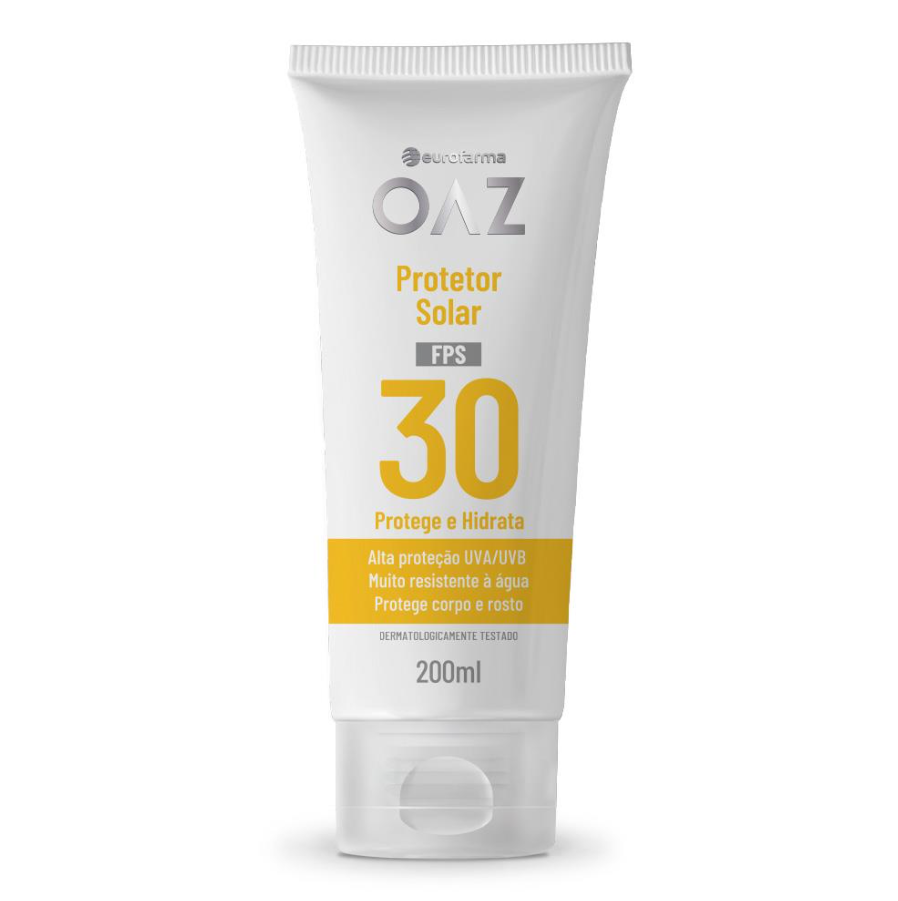 eurofarma
OAZ
Protetor
Solar
FPS
30
Protege e Hidrata
Alta proteção UVA/UVB
Muito resistente à água
Protege corpo e rosto
DERMATOLOGICAMENTE TESTADO
200ml